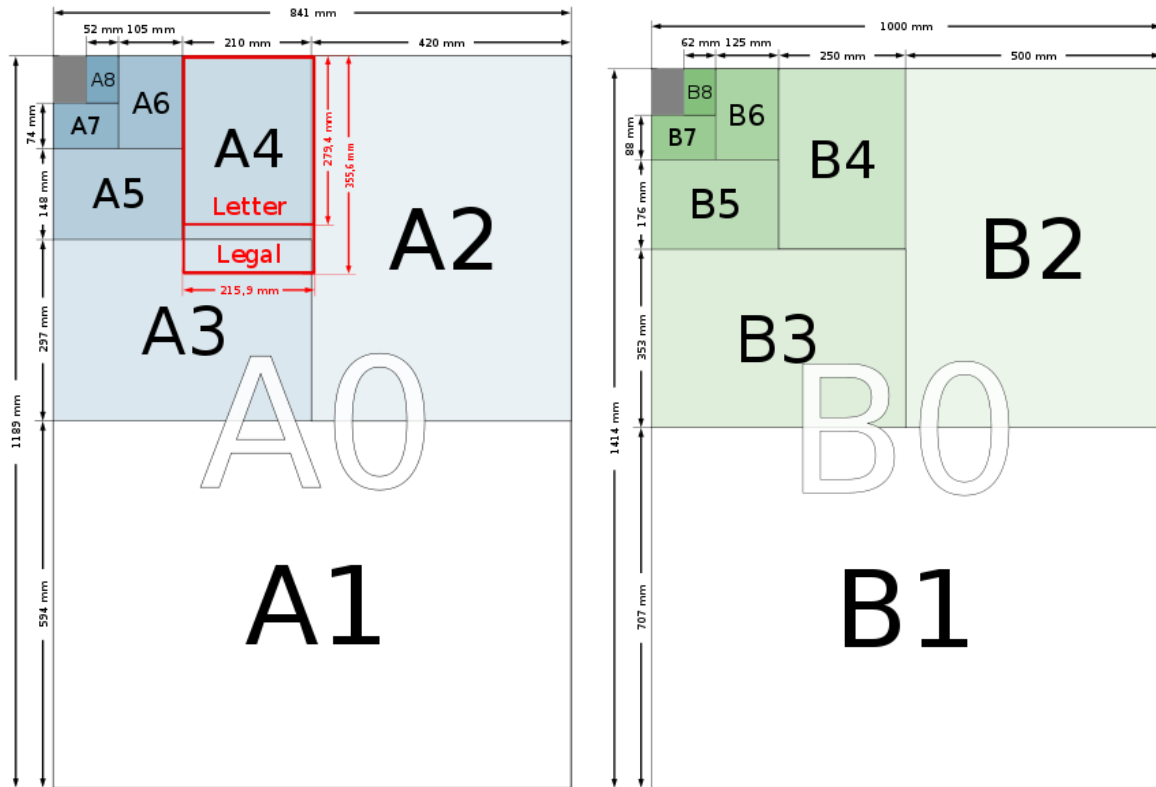 841 mm
52 mm 105 mm
210 mm
420 mm
A8
A6
A7
A4
A5
Letter
Legal
A2
A3
A0
A1
74 mm
148 mm
297 mm
594 mm
1189 mm
279,4 mm
355,6 mm
215,9 mm
1000 mm
62 mm 125 mm
250 mm
500 mm
B8
B6
B7
B4
B5
B2
B3
B0
B1
88 mm
176 mm
353 mm
707 mm
1414 mm